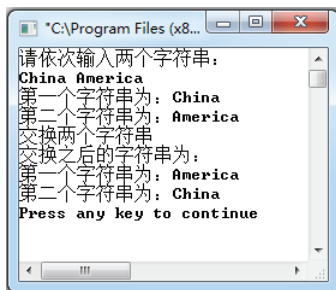 "C:\Program Files (x8...
请依次输入两个字符串：
China America
第一个字符串为：China
第二个字符串为：America
交换两个字符串
交换之后的字符串为：
第一个字符串为：America
第二个字符串为：China
Press any key to continue